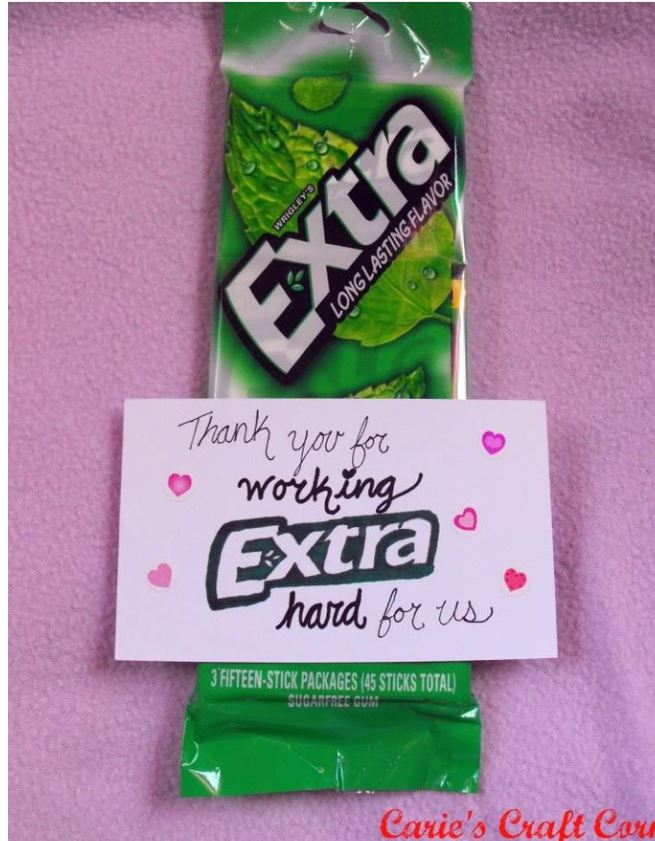 WRIGLEY'S
Extra
LONG LASTING FLAVOR
Thank you for
working
Extra
hard for us
3 FIFTEEN-STICK PACKAGES (45 STICKS TOTAL)
SUGARFREE GUM
Carie's Craft Corn